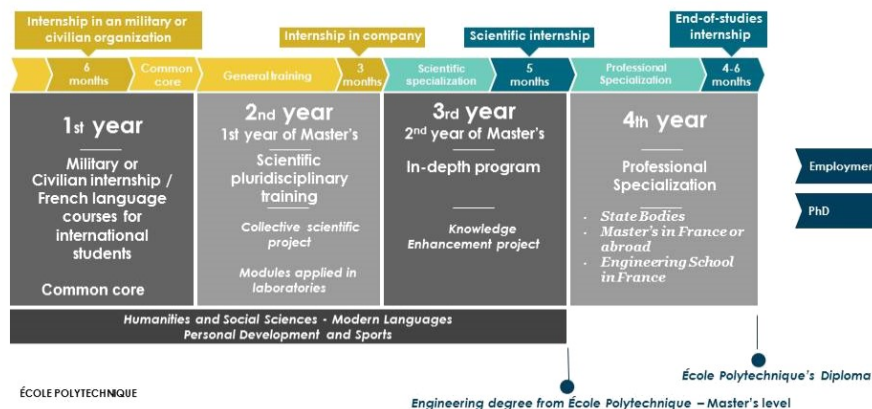 Internship in an military or
civilian organization
Internship in company
Scientific internship
End-of-studies
internship
6
months
Common
core
General training
3
months
Scientific
specialization
5
months
Professional
Specialization
4-6
months
1st year
Military or
Civilian internship /
French language
courses for
international
students
Common core
2nd year
1st year of Master's
Scientific
pluridisciplinary
training
Collective scientific
project
Modules applied in
laboratories
3rd year
2nd year of Master's
In-depth program
Knowledge
Enhancement project
4th year
Professional
Specialization
- State Bodies
- Master's in France or
abroad
- Engineering School
in France
Employmen
PhD
Humanities and Social Sciences - Modern Languages
Personal Development and Sports
École Polytechnique's Diploma
ÉCOLE POLYTECHNIQUE
Engineering degree from École Polytechnique – Master's level